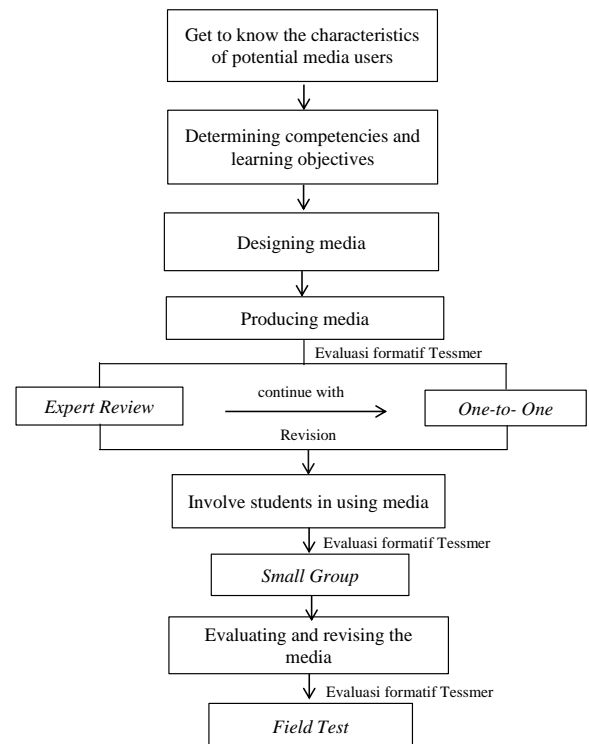 Get to know the characteristics
of potential media users
Determining competencies and
learning objectives
Designing media
Producing media
Evaluasi formatif Tessmer
Expert Review
continue with
One-to- One
Revision
Involve students in using media
Evaluasi formatif Tessmer
Small Group
Evaluating and revising the
media
Evaluasi formatif Tessmer
Field Test